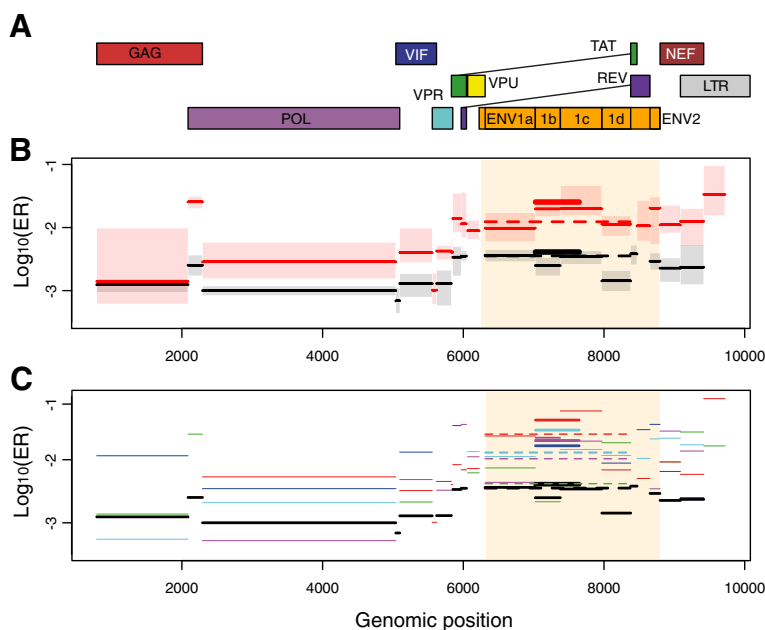 A
GAG
VIF
TAT
NEF
VPU
REV
LTR
VPR
POL
ENV1a
1b
1c
1d
ENV2
B
Log10(ER)
-1
-2
-3
2000 4000 6000 8000 10000
C
Log10(ER)
-1
-2
-3
2000 4000 6000 8000 10000
Genomic position